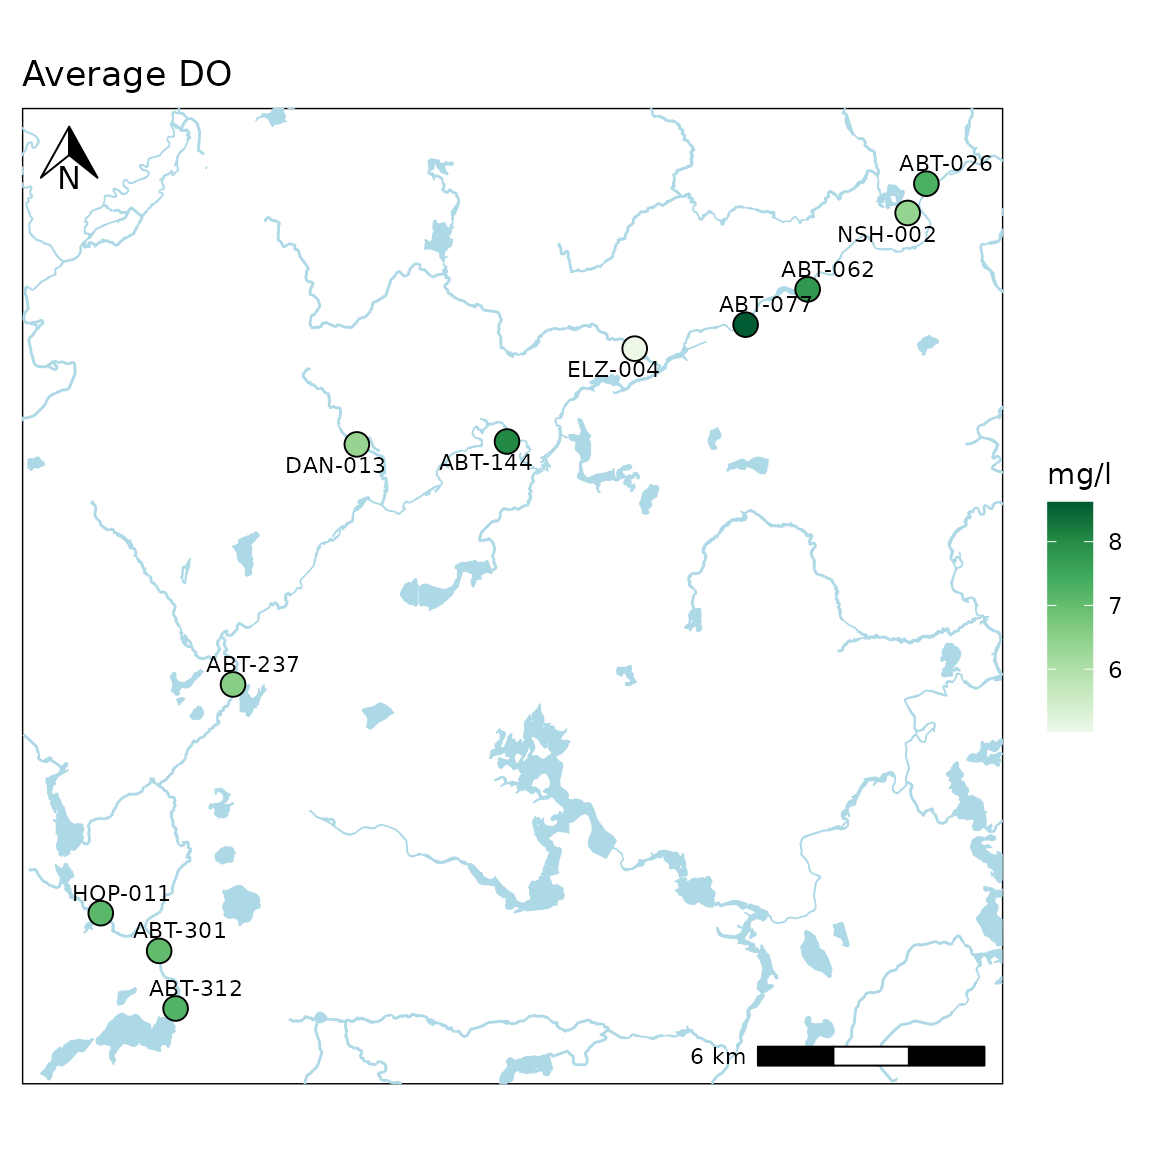 Average DO
N
ABT-026
NSH-002
ABT-062
ABT-077
ELZ-004
DAN-013
ABT-144
mg/l
8
7
6
ABT-237
HOP-011
ABT-301
ABT-312
6 km